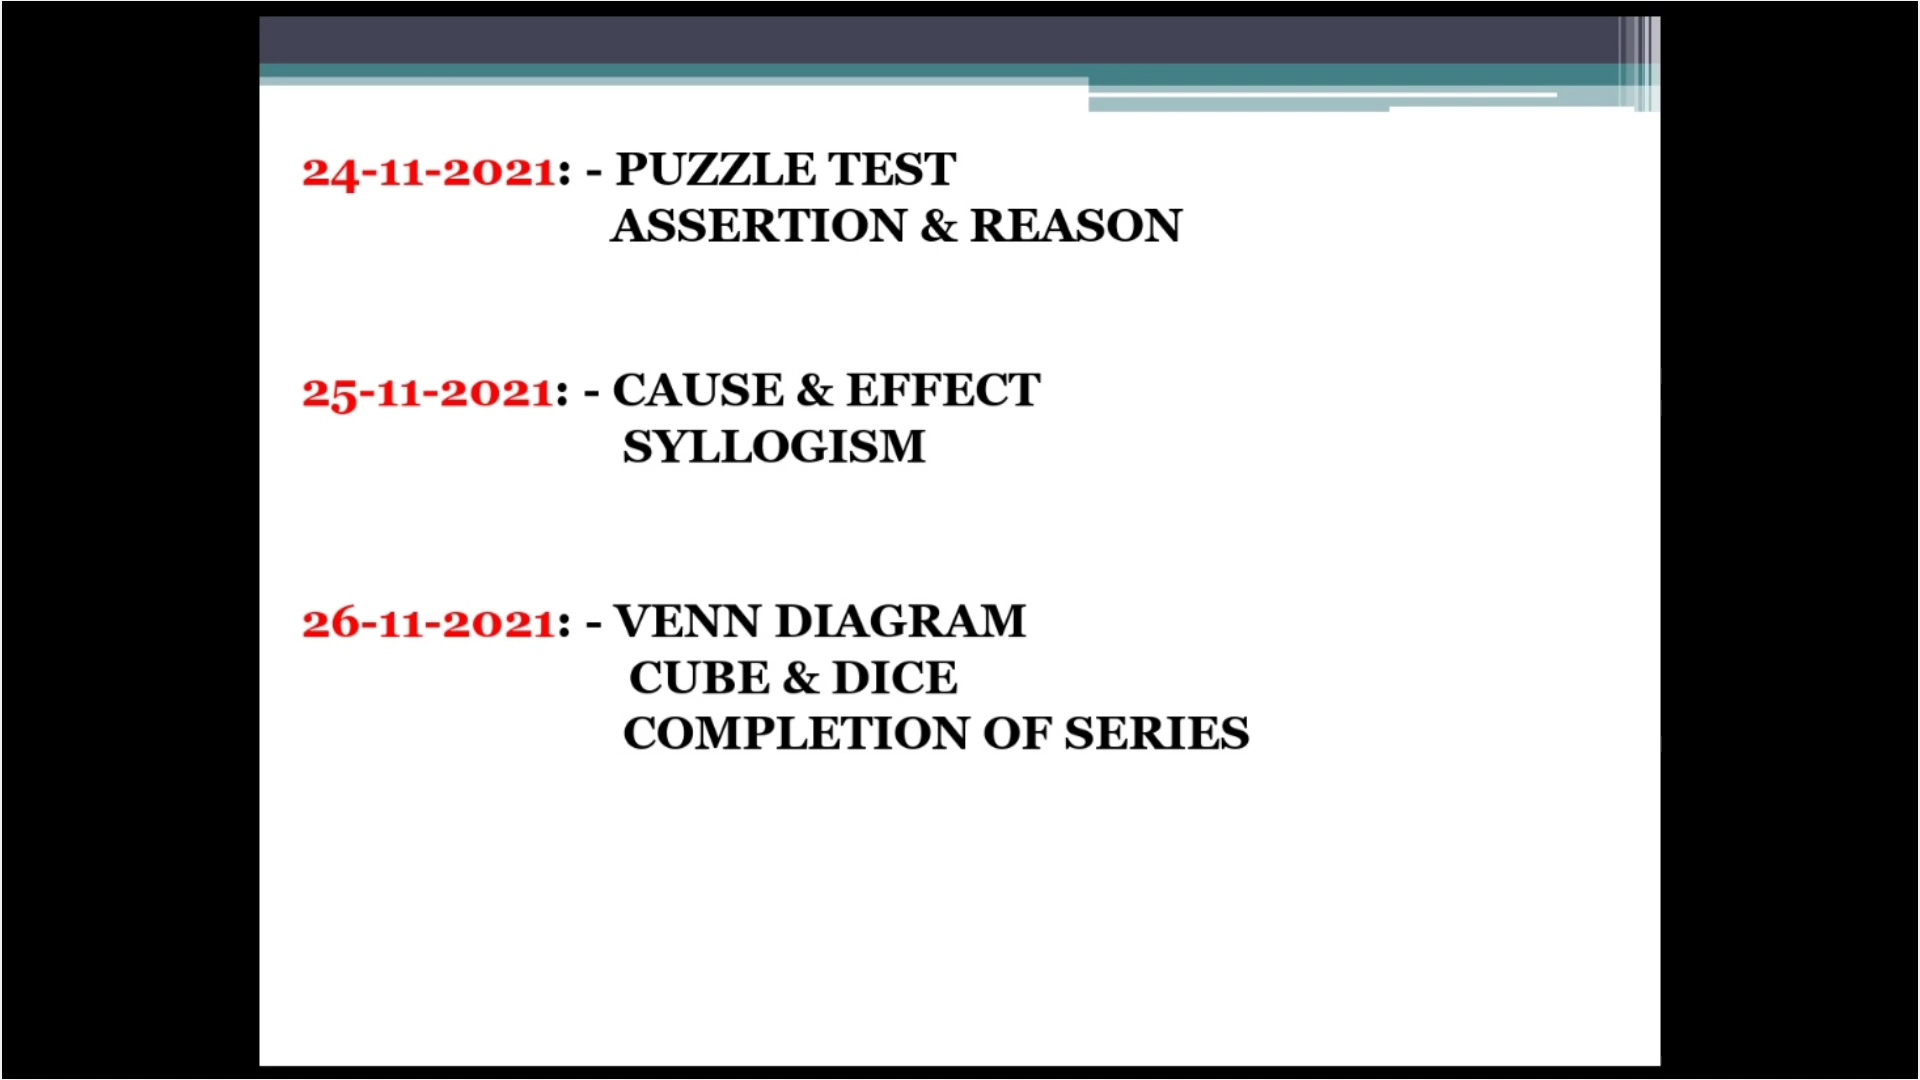 24-11-2021: - PUZZLE TEST
ASSERTION & REASON
25-11-2021: - CAUSE & EFFECT
SYLLOGISM
26-11-2021: - VENN DIAGRAM
CUBE & DICE
COMPLETION OF SERIES